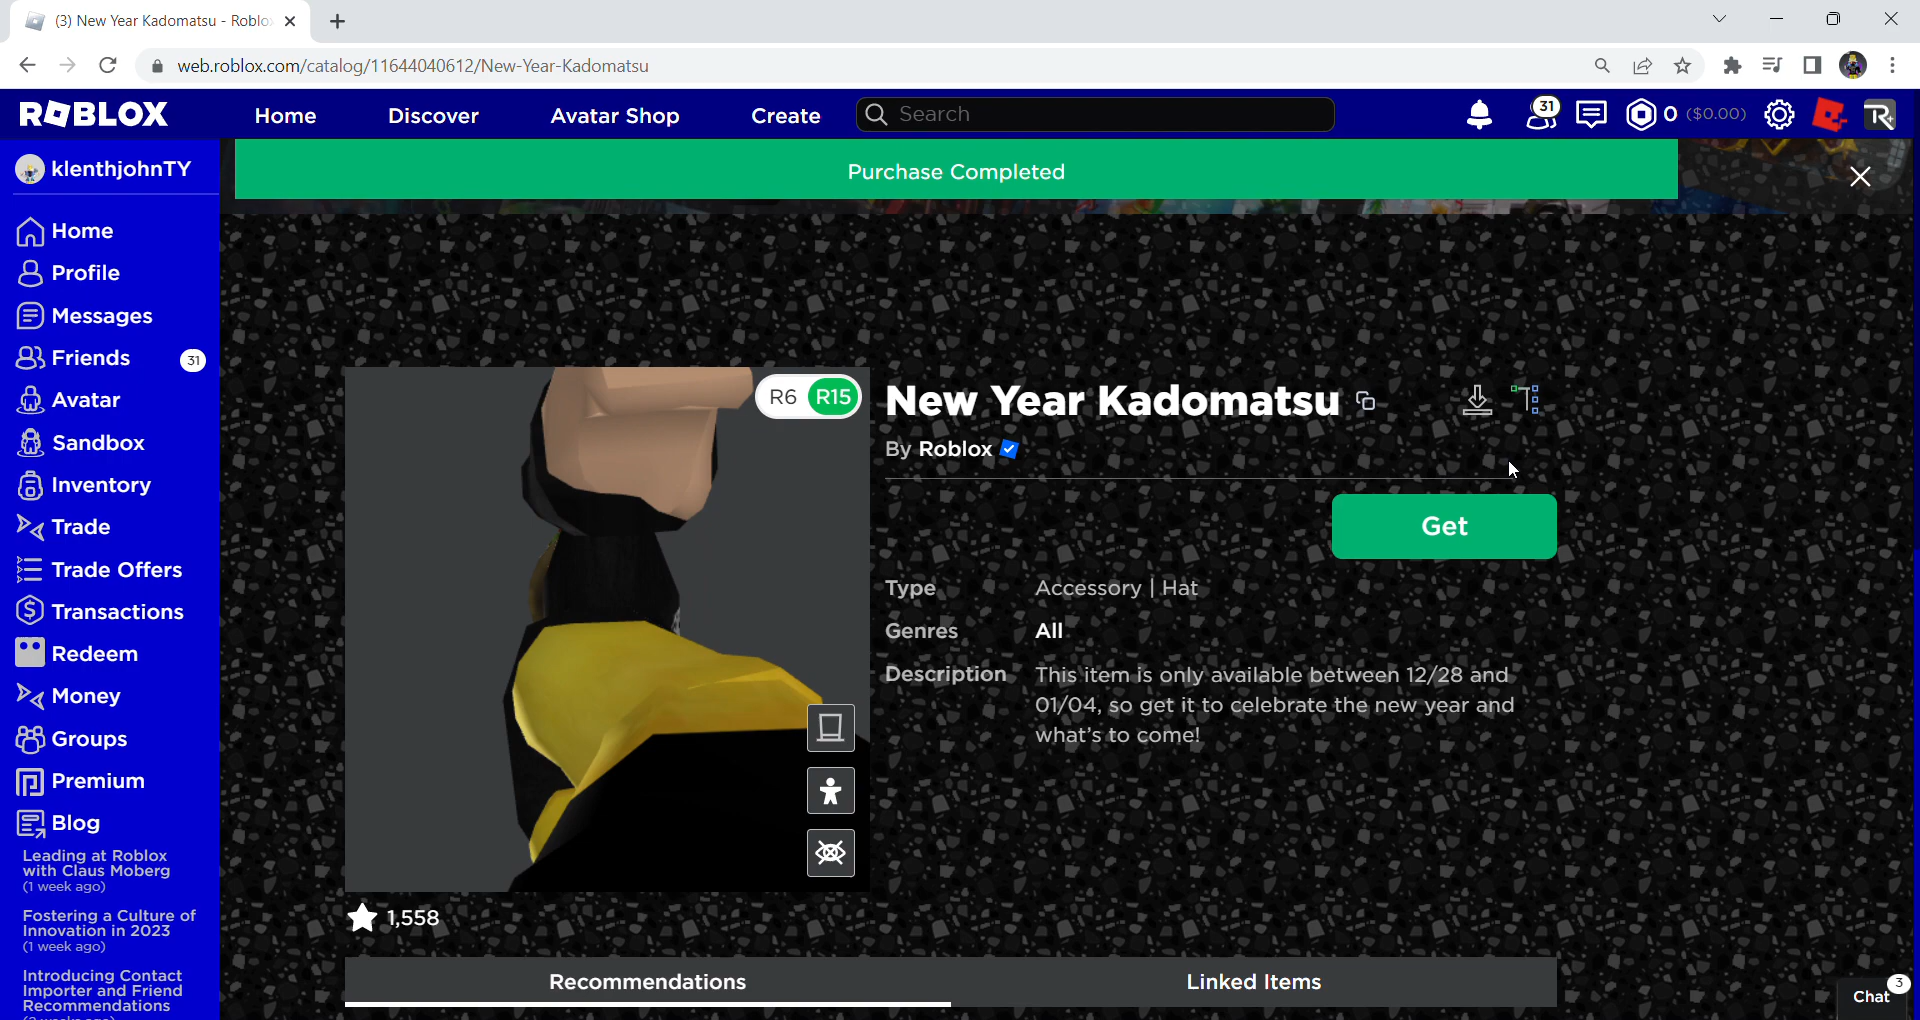 (3) New Year Kadomatsu - Roblo
web.roblox.com/catalog/11644040612/New-Year-Kadomatsu
ROBLOX
Home
Discover
Avatar Shop
Create
Search
31
0 ($0.00)
klenthjohnTY
Purchase Completed
Home
Profile
Messages
Friends 31
Avatar
Sandbox
Inventory
Trade
Trade Offers
Transactions
Redeem
Money
Groups
Premium
Blog
Leading at Roblox
with Claus Moberg
(1 week ago)
Fostering a Culture of
Innovation in 2023
(1 week ago)
Introducing Contact
Importer and Friend
Recommendations
R6 R15
New Year Kadomatsu
By Roblox
Get
Type Accessory | Hat
Genres All
Description This item is only available between 12/28 and
01/04, so get it to celebrate the new year and
what's to come!
1,558
Recommendations
Linked Items
Chat 3